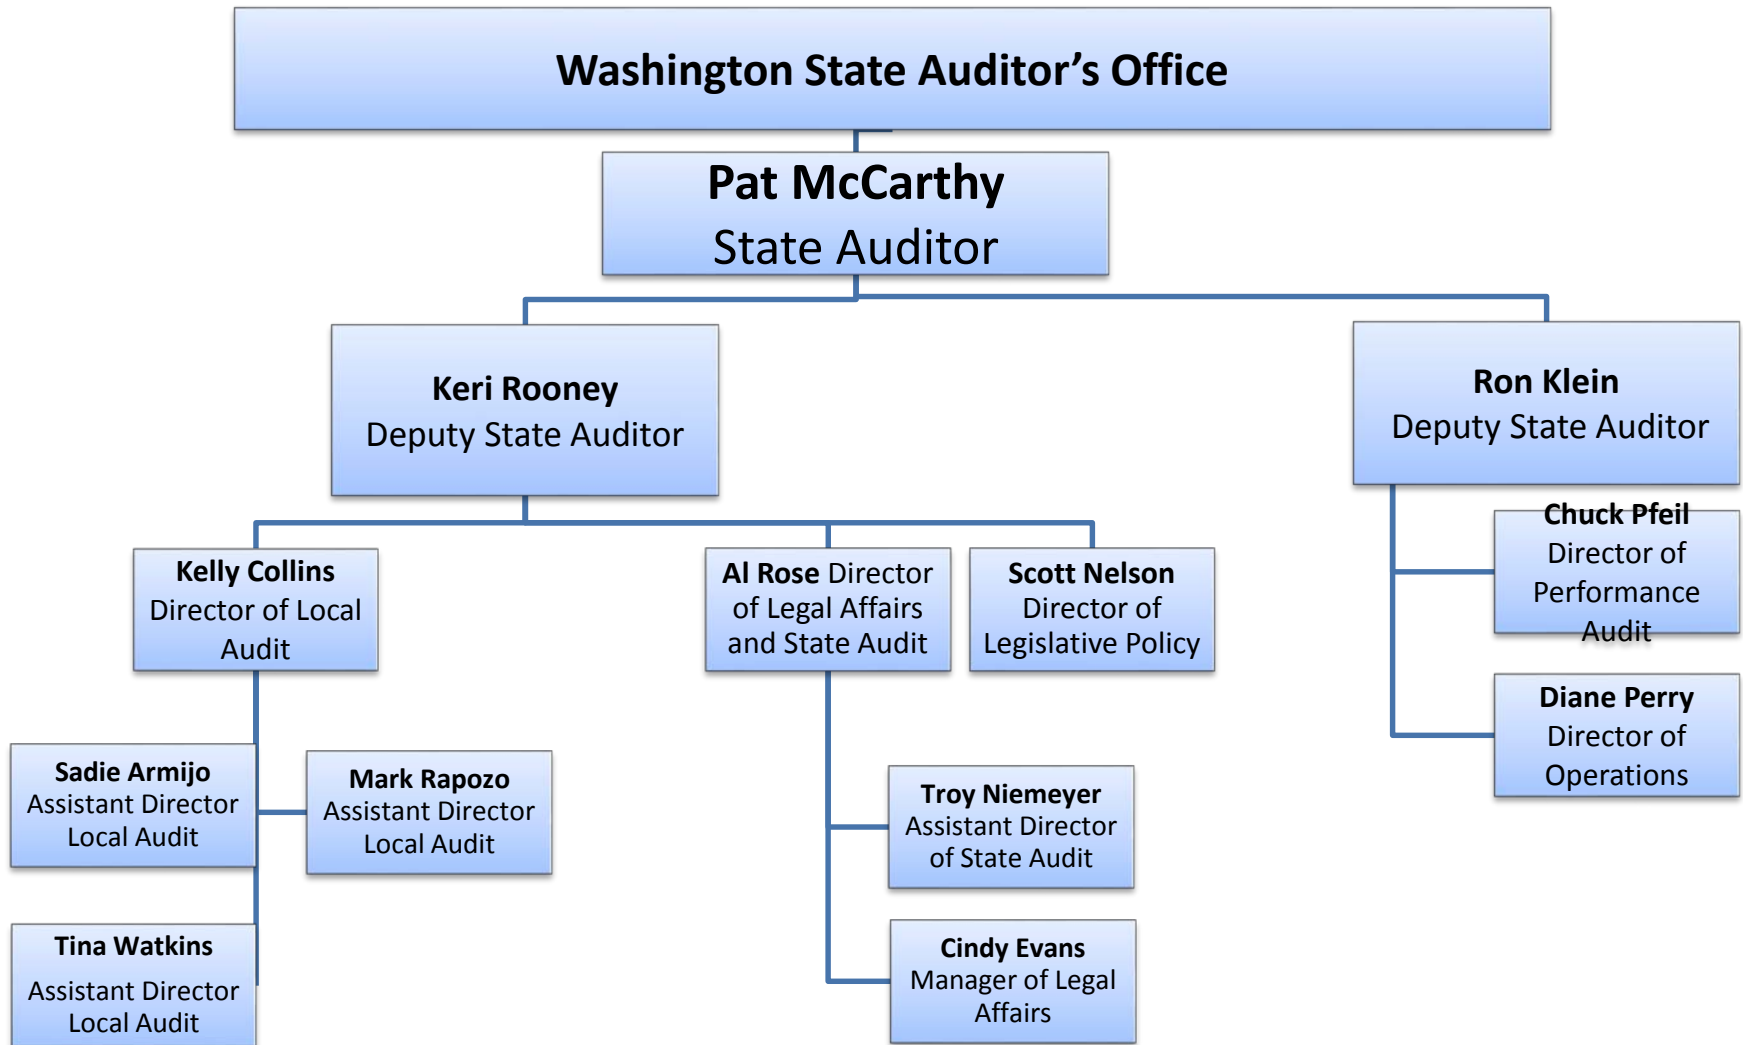 Washington State Auditor’s Office
Pat McCarthy
State Auditor
Keri Rooney
Deputy State Auditor
Ron Klein
Deputy State Auditor
Kelly Collins
Director of Local
Audit
Al Rose Director
of Legal Affairs
and State Audit
Scott Nelson
Director of
Legislative Policy
Chuck Pfeil
Director of
Performance
Audit
Diane Perry
Director of
Operations
Sadie Armijo
Assistant Director
Local Audit
Mark Rapozo
Assistant Director
Local Audit
Troy Niemeyer
Assistant Director
of State Audit
Tina Watkins
Assistant Director
Local Audit
Cindy Evans
Manager of Legal
Affairs